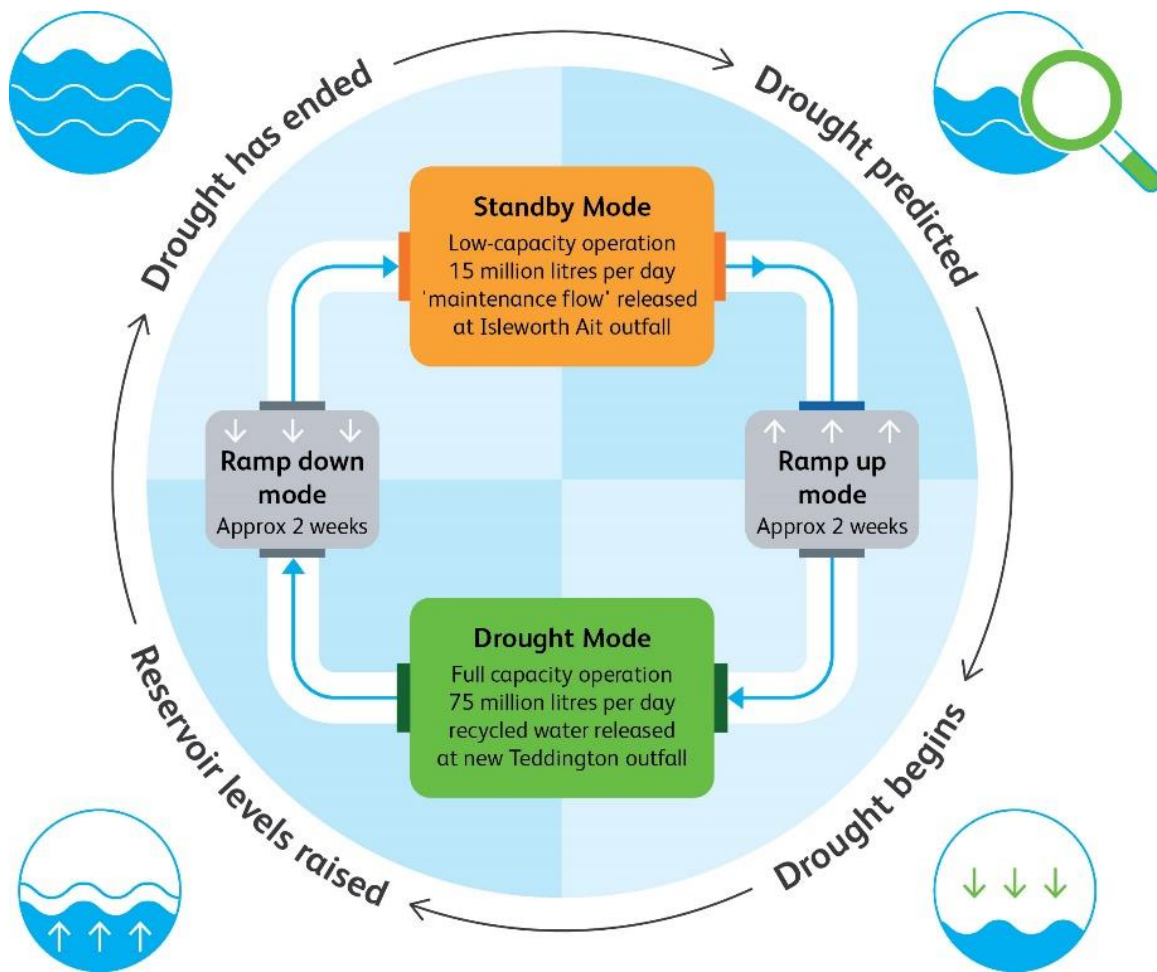 Drought has ended
Drought predicted
Standby Mode
Low-capacity operation
15 million litres per day
'maintenance flow' released
at Isleworth Ait outfall
Ramp down
mode
Approx 2 weeks
Ramp up
mode
Approx 2 weeks
Drought Mode
Full capacity operation
75 million litres per day
recycled water released
at new Teddington outfall
Reservoir levels raised
Drought begins